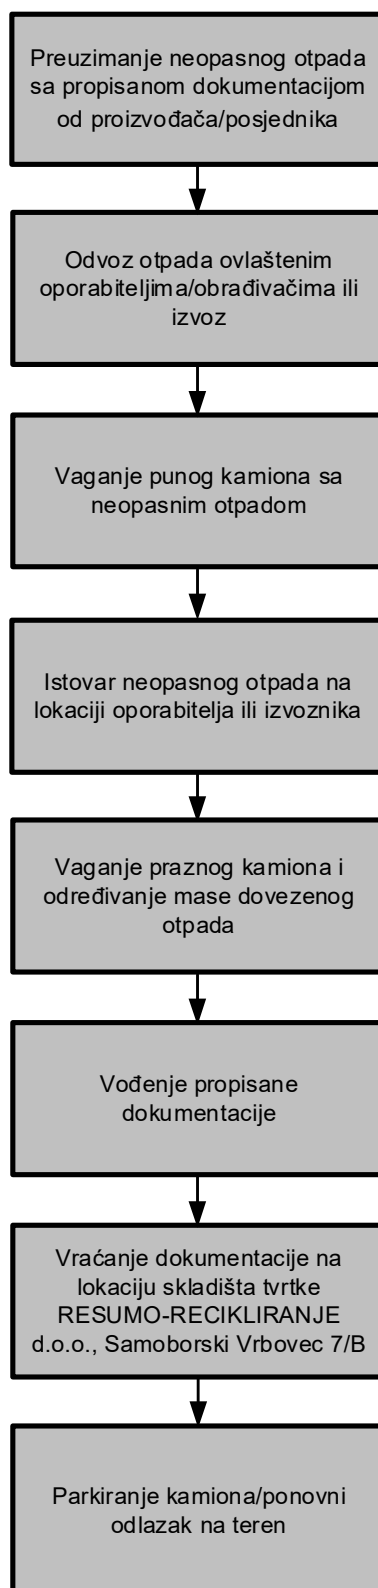 Preuzimanje neopasnog otpada
sa propisanom dokumentacijom
od proizvođača/posjednika
Odvoz otpada ovlaštenim
oporabiteljima/obrađivačima ili
izvoz
Vaganje punog kamiona sa
neopasnim otpadom
Istovar neopasnog otpada na
lokaciji oporabitelja ili izvoznika
Vaganje praznog kamiona i
određivanje mase dovezenog
otpada
Vođenje propisane
dokumentacije
Vraćanje dokumentacije na
lokaciju skladišta tvrtke
RESUMO-RECIKLIRANJE
d.o.o., Samoborski Vrbovec 7/B
Parkiranje kamiona/ponovni
odlazak na teren